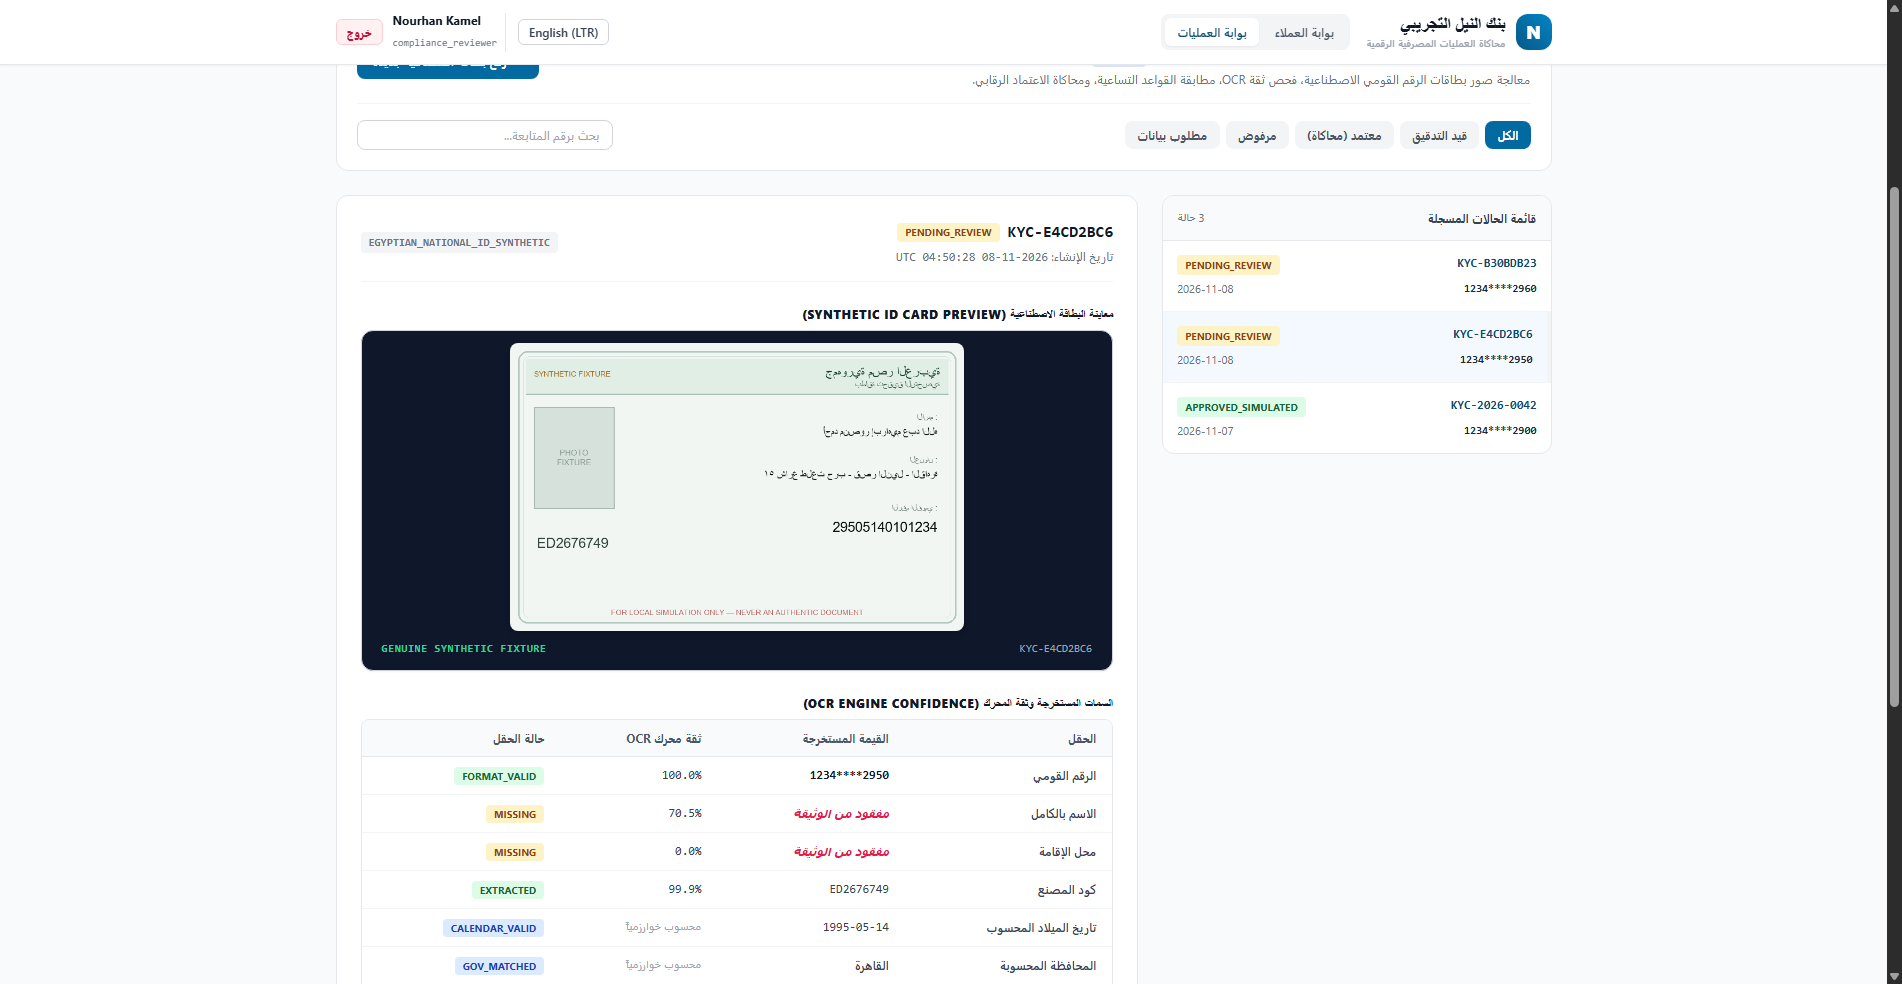 بنك النيل التجريبي
محاكاة العمليات المصرفية الرقمية
N
بوابة العملاء
بوابة العمليات
English (LTR)
Nourhan Kamel
compliance_reviewer
خروج
معالجة صور بطاقات الرقم القومي الاصطناعية، فحص ثقة OCR، مطابقة القواعد التساعية، ومحاكاة الاعتماد الرقابي.
الكل
قيد التدقيق
معتمد (محاكاة)
مرفوض
مطلوب بيانات
بحث برقم المتابعة...
قائمة الحالات المسجلة
3 حالة
KYC-B30BDB23
PENDING_REVIEW
1234****2960
2026-11-08
KYC-E4CD2BC6
PENDING_REVIEW
1234****2950
2026-11-08
KYC-2026-0042
APPROVED_SIMULATED
1234****2900
2026-11-07
KYC-E4CD2BC6 PENDING_REVIEW
تاريخ الإنشاء: 2026-11-08 04:50:28 UTC
EGYPTIAN_NATIONAL_ID_SYNTHETIC
معاينة البطاقة الاصطناعية (SYNTHETIC ID CARD PREVIEW)
SYNTHETIC FIXTURE
PHOTO
FIXTURE
29505140101234
ED2676749
FOR LOCAL SIMULATION ONLY — NEVER AN AUTHENTIC DOCUMENT
GENUINE SYNTHETIC FIXTURE
KYC-E4CD2BC6
السمات المستخرجة وثقة المحرك (OCR ENGINE CONFIDENCE)
الحقل القيمة المستخرجة ثقة محرك OCR حالة الحقل
الرقم القومي 1234****2950 100.0% FORMAT_VALID
الاسم بالكامل مفقود من الوثيقة 70.5% MISSING
محل الإقامة مفقود من الوثيقة 0.0% MISSING
كود المصنع ED2676749 99.9% EXTRACTED
تاريخ الميلاد المحسوب 1995-05-14 محسوب خوارزمياً CALENDAR_VALID
المحافظة المحسوبة القاهرة محسوب خوارزمياً GOV_MATCHED